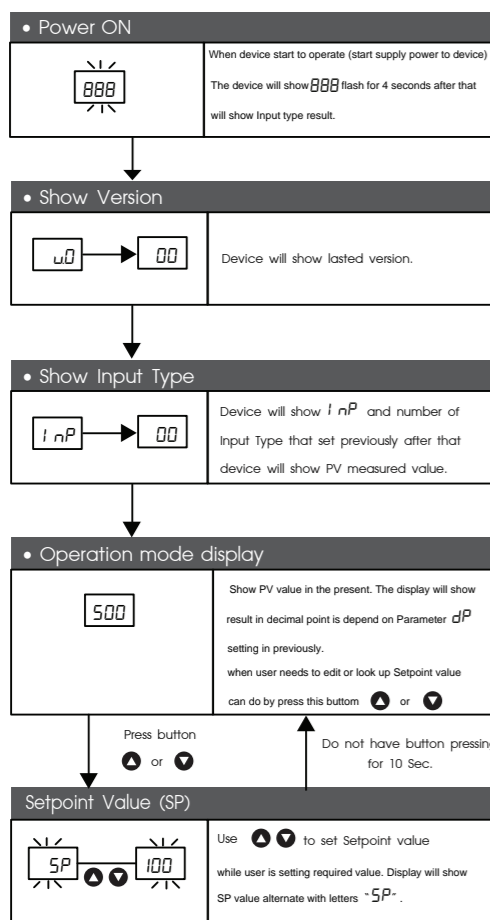 • Power ON
888
When device start to operate (start supply power to device)
The device will show 888 flash for 4 seconds after that
will show Input type result.
• Show Version
u.0
00
Device will show lasted version.
• Show Input Type
InP
00
Device will show InP and number of
Input Type that set previously after that
device will show PV measured value.
• Operation mode display
500
Show PV value in the present. The display will show
result in decimal point is depend on Parameter dP
setting in previously.
when user needs to edit or look up Setpoint value
can do by press this buttom ▲ or ▼
Press button
▲ or ▼
Do not have button pressing
for 10 Sec.
Setpoint Value (SP)
SP
▲ ▼
100
Use ▲ ▼ to set Setpoint value
while user is setting required value. Display will show
SP value alternate with letters "SP".